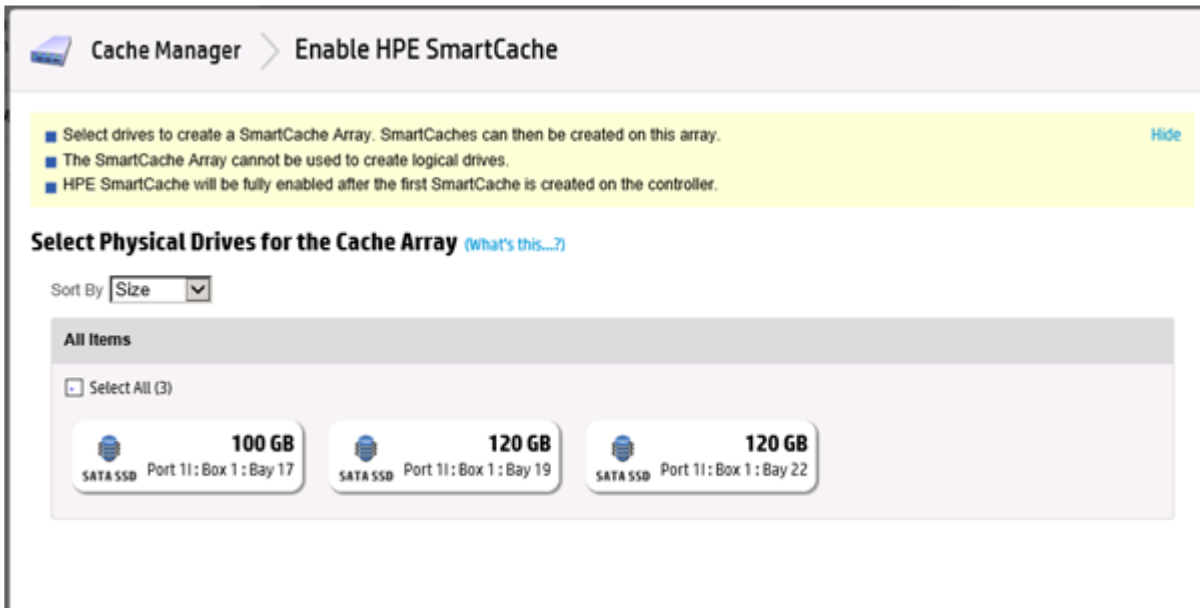 Cache Manager Enable HPE SmartCache
Select drives to create a SmartCache Array. SmartCaches can then be created on this array. Hide
The SmartCache Array cannot be used to create logical drives.
HPE SmartCache will be fully enabled after the first SmartCache is created on the controller.
Select Physical Drives for the Cache Array (What's this...?)
Sort By Size
All Items
Select All (3)
100 GB
SATA SSD Port 1I : Box 1 : Bay 17
120 GB
SATA SSD Port 1I : Box 1 : Bay 19
120 GB
SATA SSD Port 1I : Box 1 : Bay 22